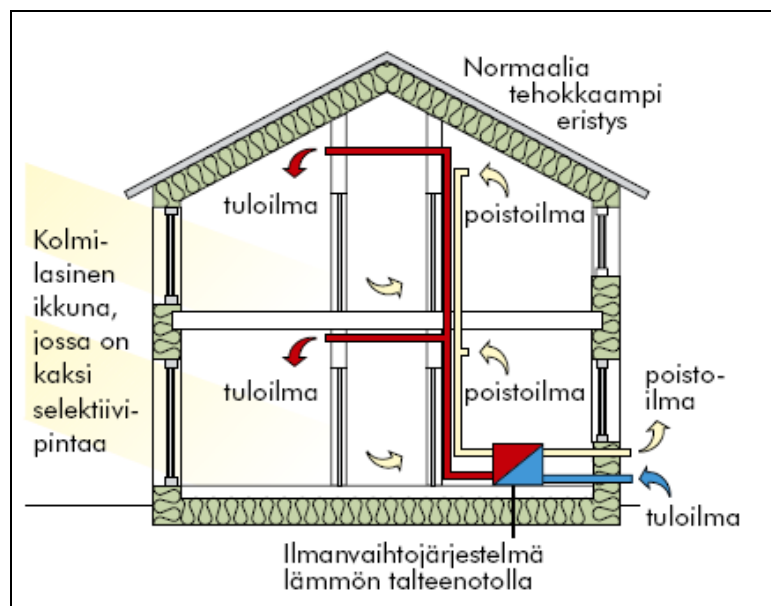 Normaalia
tehokkaampi
eristys
tuloilma
poistoilma
Kolmi-
lasinen
ikkuna,
jossa on
kaksi
selektiivi-
pintaa
tuloilma
poistoilma
poisto-
ilma
tuloilma
Ilmanvaihtojärjestelmä
lämmön talteenotolla